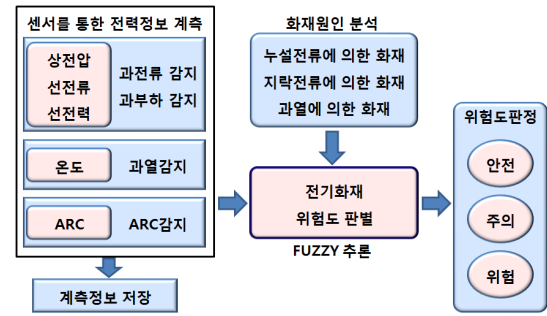 센서를 통한 전력정보 계측
상전압
선전류
선전력
과전류 감지
과부하 감지
온도
과열감지
ARC
ARC감지
계측정보 저장
화재원인 분석
누설전류에 의한 화재
지락전류에 의한 화재
과열에 의한 화재
전기화재
위험도 판별
FUZZY 추론
위험도판정
안전
주의
위험